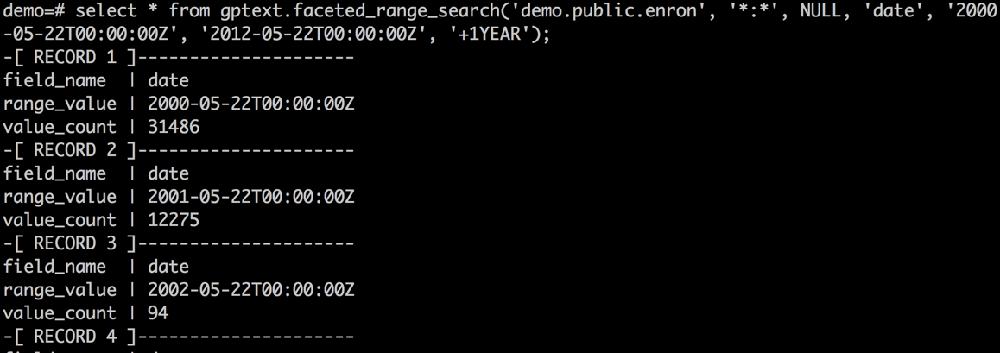 demo=# select * from gptext.faceted_range_search('demo.public.enron', '*:*', NULL, 'date', '2000
-05-22T00:00:00Z', '2012-05-22T00:00:00Z', '+1YEAR');
-[ RECORD 1 ]---------------------
field_name  | date
range_value | 2000-05-22T00:00:00Z
value_count | 31486
-[ RECORD 2 ]---------------------
field_name  | date
range_value | 2001-05-22T00:00:00Z
value_count | 12275
-[ RECORD 3 ]---------------------
field_name  | date
range_value | 2002-05-22T00:00:00Z
value_count | 94
-[ RECORD 4 ]---------------------